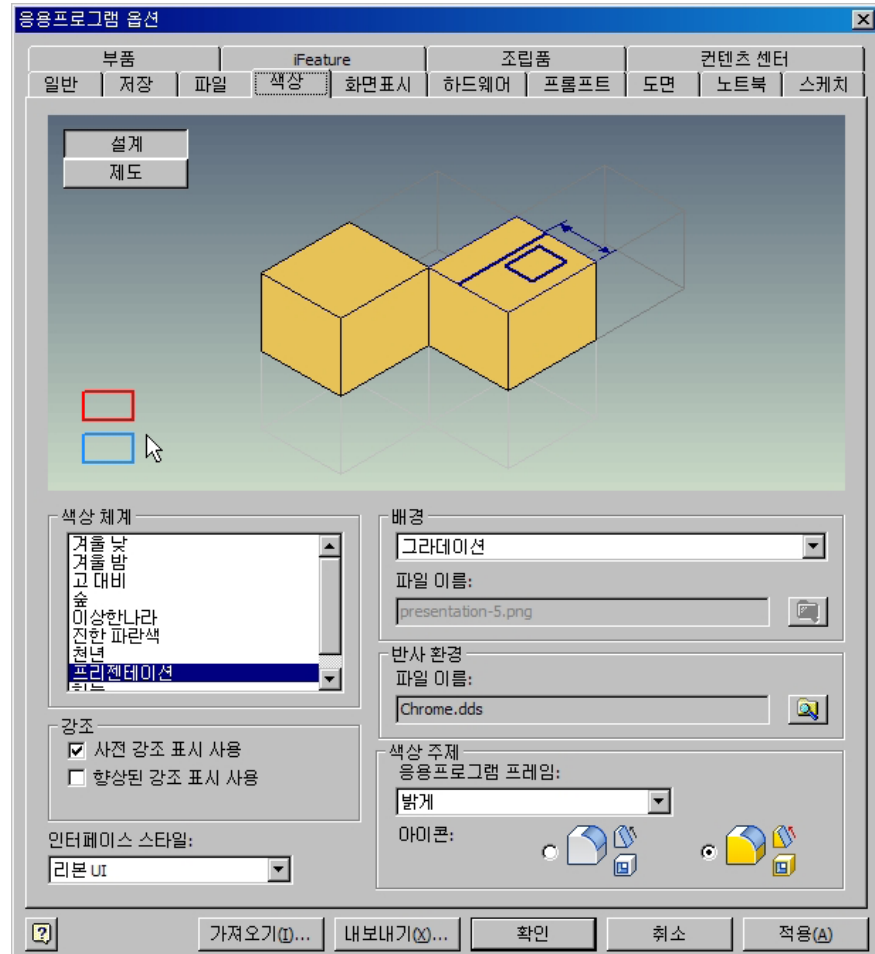 응용프로그램 옵션
부품 iFeature 조립품 컨텐츠 센터
일반 저장 파일 색상 화면표시 하드웨어 프롬프트 도면 노트북 스케치
설계
제도
색상 체계
겨울 낮
겨울 밤
고 대비
숲
이상한나라
진한 파란색
천년
프리젠테이션
강조
사전 강조 표시 사용
향상된 강조 표시 사용
인터페이스 스타일:
리본 UI
배경
그라데이션
파일 이름:
presentation-5.png
반사 환경
파일 이름:
Chrome.dds
색상 주제
응용프로그램 프레임:
밝게
아이콘:
가져오기(I)... 내보내기(X)... 확인 취소 적용(A)